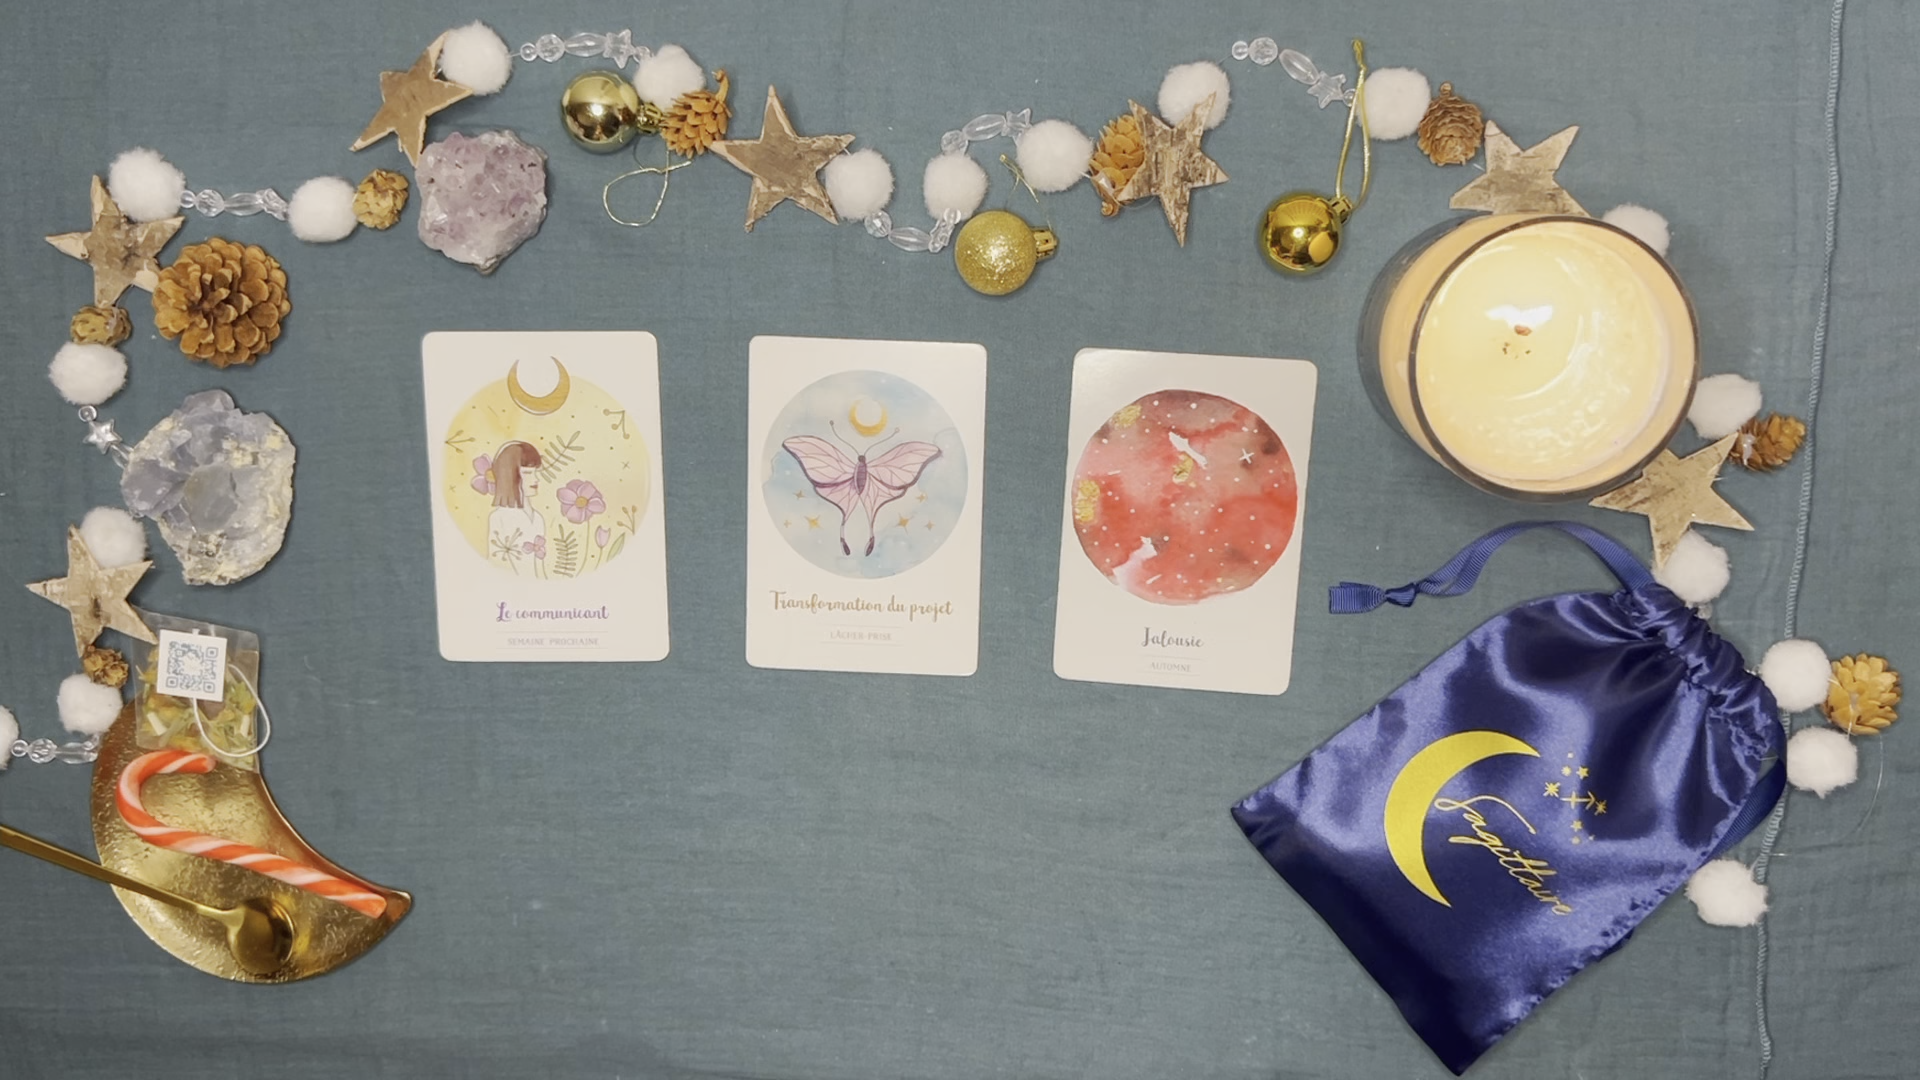 Le communicant
SEMAINE PROCHAINE
Transformation du projet
LÂCHER-PRISE
Jalousie
AUTOMNE
Sagittaire